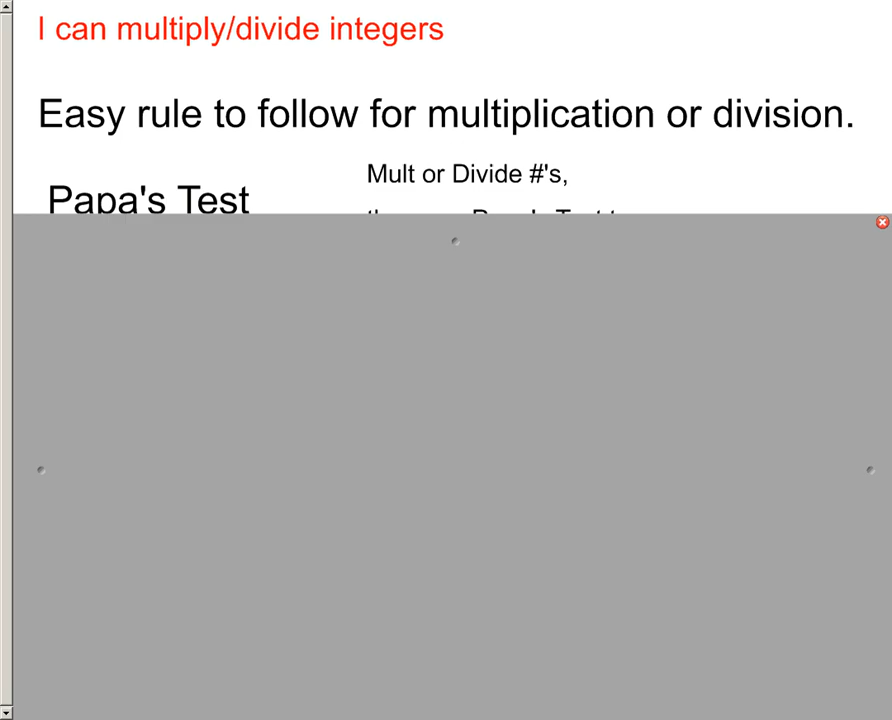 I can multiply/divide integers
Easy rule to follow for multiplication or division.
Mult or Divide #'s,
Papa's Test